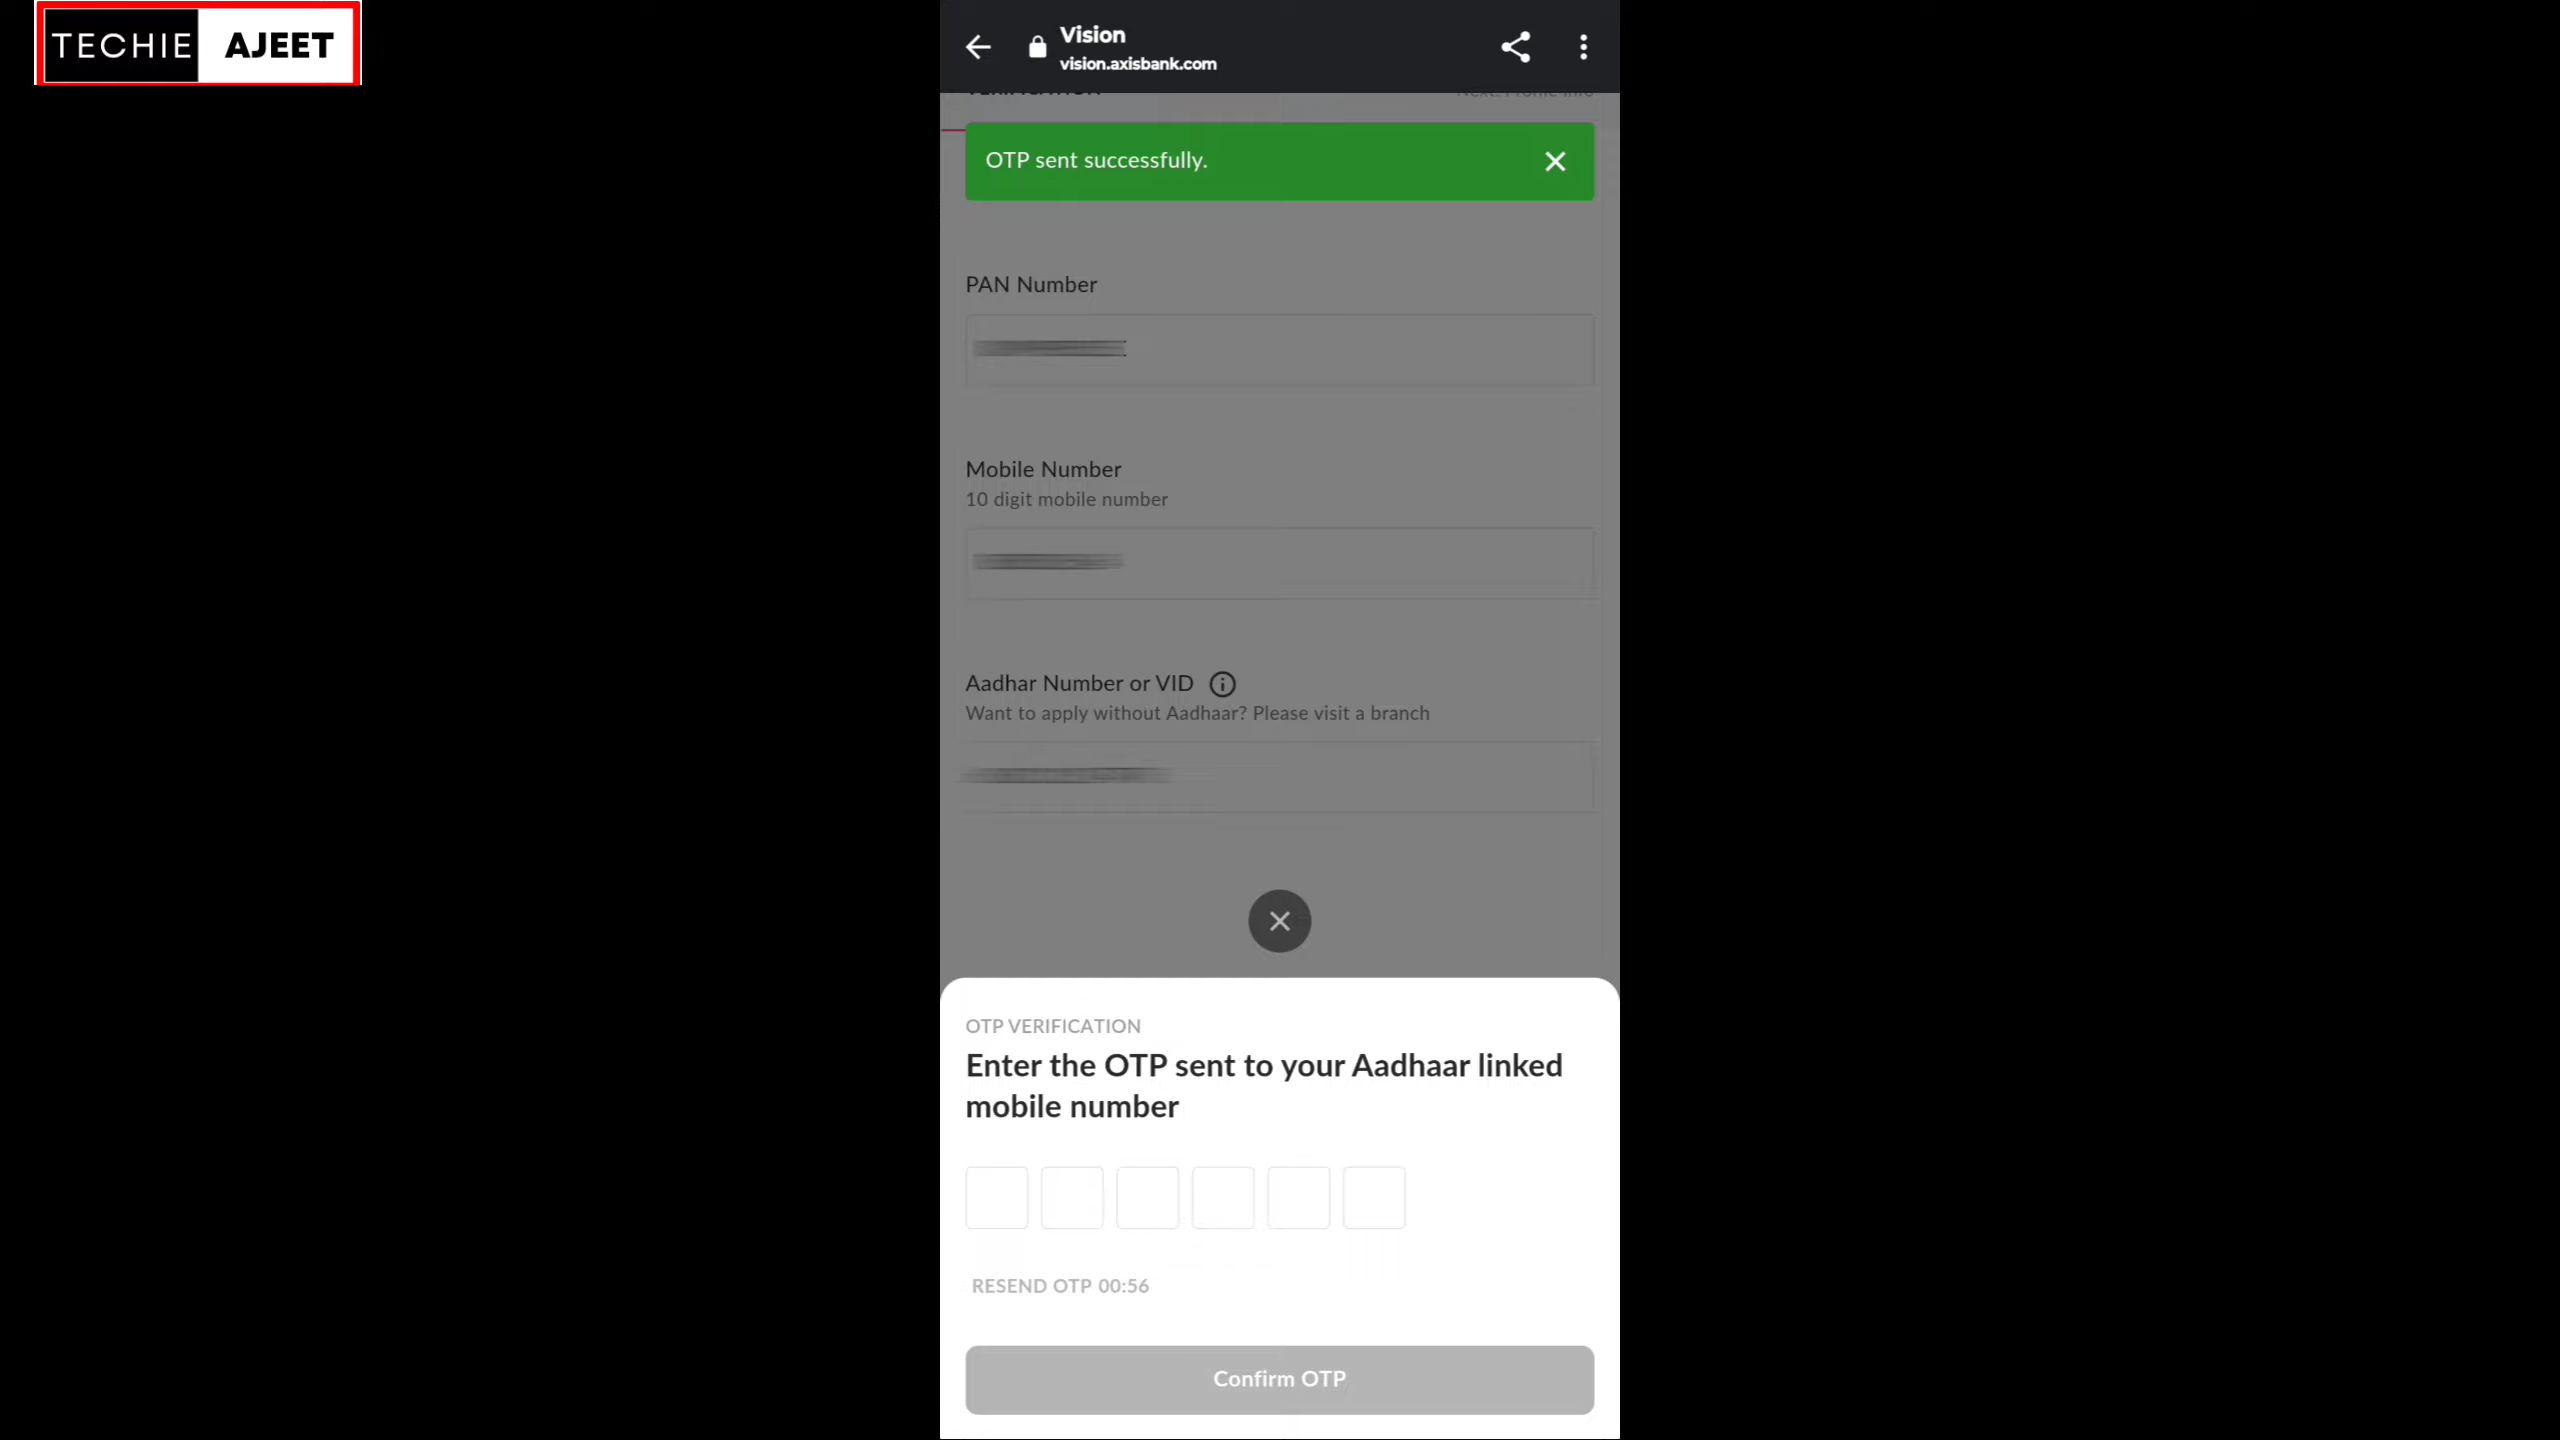 TECHIE AJEET
Vision
vision.axisbank.com
OTP sent successfully.
PAN Number
Mobile Number
10 digit mobile number
Aadhar Number or VID
Want to apply without Aadhaar? Please visit a branch
OTP VERIFICATION
Enter the OTP sent to your Aadhaar linked
mobile number
RESEND OTP 00:56
Confirm OTP